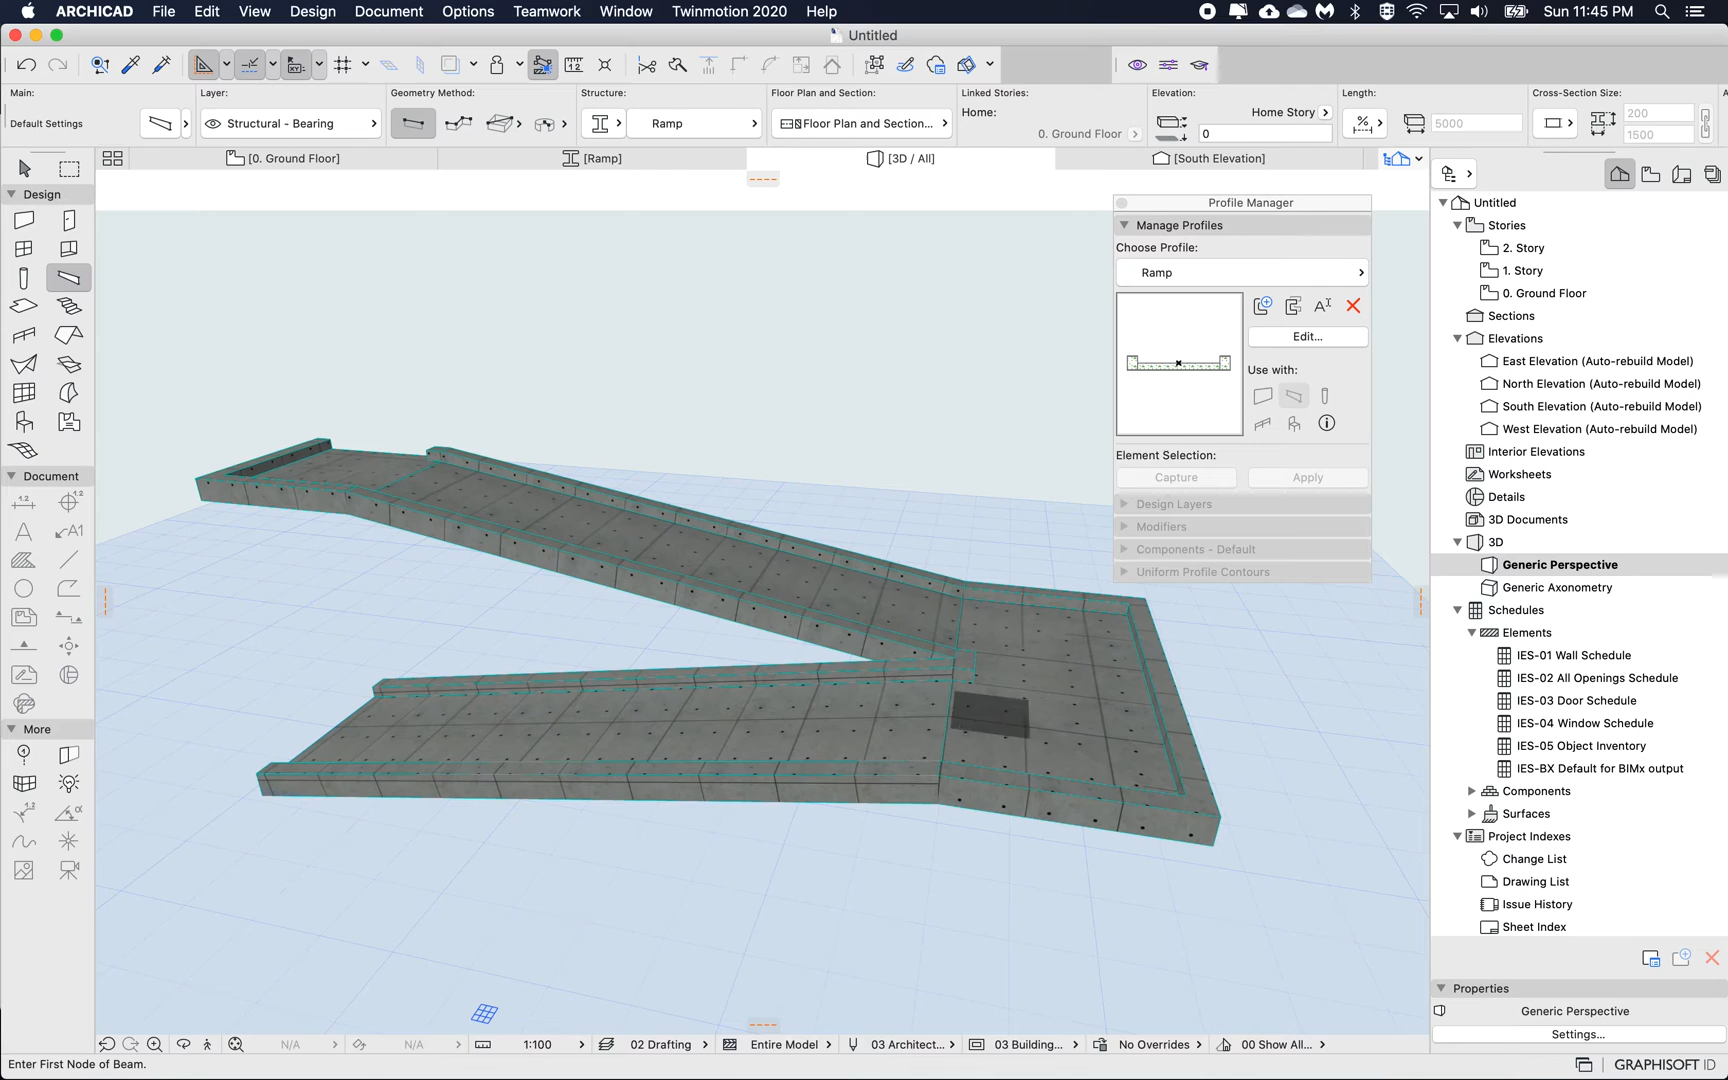 ARCHICAD File Edit View Design Document Options Teamwork Window Twinmotion 2020 Help
Sun 11:45 PM
Untitled
Main: Layer: Geometry Method: Structure: Floor Plan and Section: Linked Stories: Elevation: Length: Cross-Section Size: A
Home: Home Story 200
Default Settings Structural - Bearing Ramp Floor Plan and Section... 0. Ground Floor 0 5000 1500
[0. Ground Floor] [Ramp] [3D / All] [South Elevation]
Design
Document
More
Profile Manager
Manage Profiles
Choose Profile:
Ramp
Edit...
Use with:
Element Selection:
Capture Apply
Design Layers
Modifiers
Components - Default
Uniform Profile Contours
Untitled
Stories
2. Story
1. Story
0. Ground Floor
Sections
Elevations
East Elevation (Auto-rebuild Model)
North Elevation (Auto-rebuild Model)
South Elevation (Auto-rebuild Model)
West Elevation (Auto-rebuild Model)
Interior Elevations
Worksheets
Details
3D Documents
3D
Generic Perspective
Generic Axonometry
Schedules
Elements
IES-01 Wall Schedule
IES-02 All Openings Schedule
IES-03 Door Schedule
IES-04 Window Schedule
IES-05 Object Inventory
IES-BX Default for BIMx output
Components
Surfaces
Project Indexes
Change List
Drawing List
Issue History
Sheet Index
Properties
Generic Perspective
Settings...
N/A N/A 1:100 02 Drafting Entire Model 03 Architect... 03 Building... No Overrides 00 Show All...
Enter First Node of Beam.
GRAPHISOFT ID